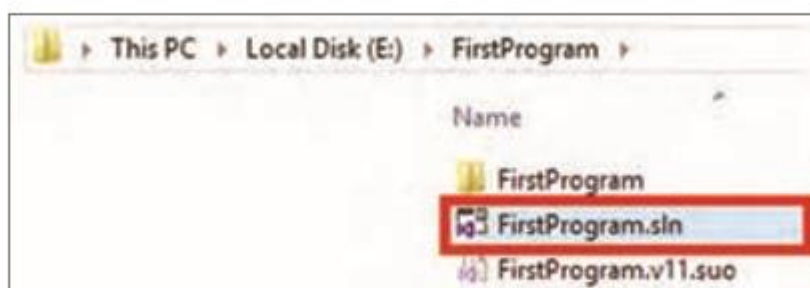 This PC Local Disk (E:) FirstProgram
Name
FirstProgram
FirstProgram.sln
FirstProgram.v11.suo